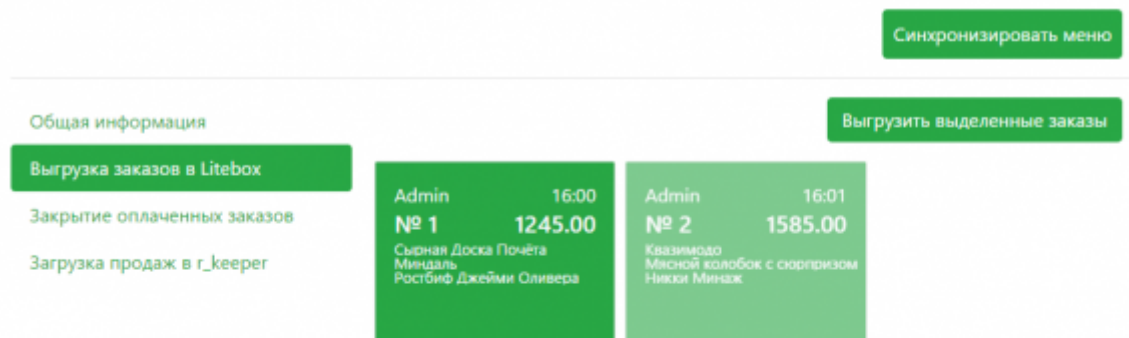 Синхронизировать меню
Общая информация
Выгрузить выделенные заказы
Выгрузка заказов в Litebox
Закрытие оплаченных заказов
Загрузка продаж в r_keeper
Admin 16:00
№ 1 1245.00
Сырная Доска Почёта
Миндаль
Ростбиф Джейми Оливера
Admin 16:01
№ 2 1585.00
Квазимодо
Мясной колобок с сюрпризом
Никки Минаж